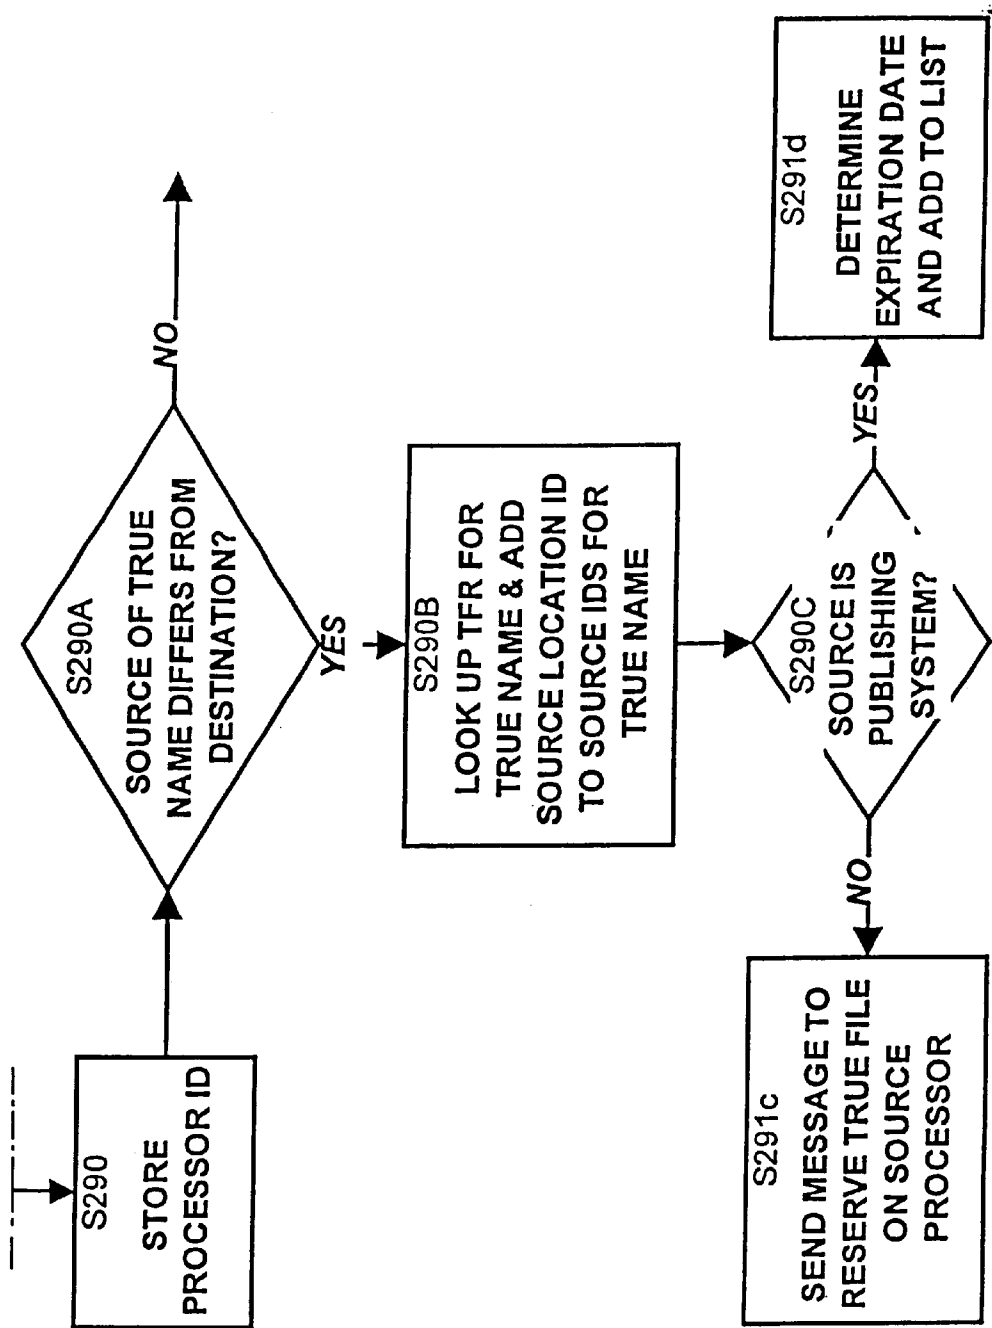 S290
STORE
PROCESSOR ID
S290A
SOURCE OF TRUE
NAME DIFFERS FROM
DESTINATION?
NO
YES
S290B
LOOK UP TFR FOR
TRUE NAME & ADD
SOURCE LOCATION ID
TO SOURCE IDS FOR
TRUE NAME
S290C
SOURCE IS
PUBLISHING
SYSTEM?
NO
YES
S291c
SEND MESSAGE TO
RESERVE TRUE FILE
ON SOURCE
PROCESSOR
S291d
DETERMINE
EXPIRATION DATE
AND ADD TO LIST